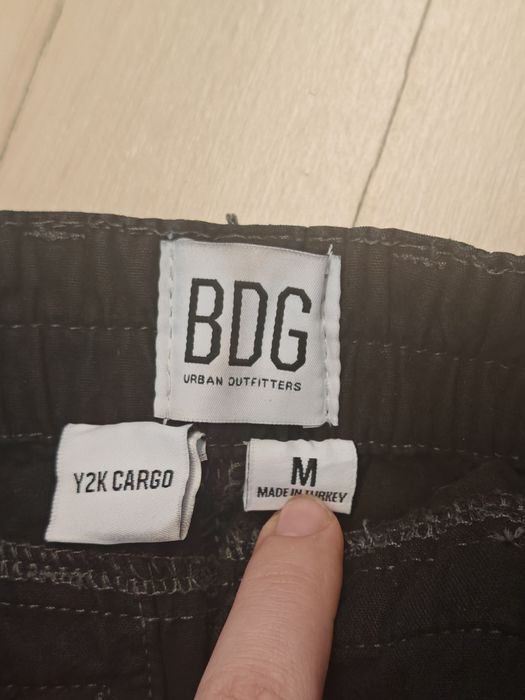 BDG
URBAN OUTFITTERS
Y2K CARGO
M
MADE IN TURKEY